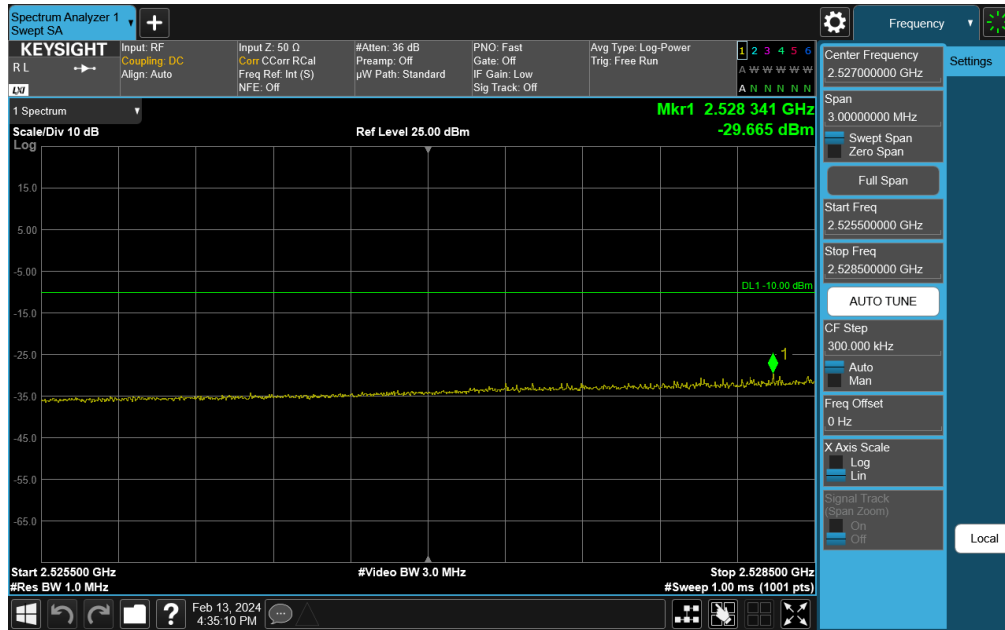 Spectrum Analyzer 1
Swept SA
Frequency
KEYSIGHT
R L
LXI
Input: RF
Coupling: DC
Align: Auto
Input Z: 50 Ω
Corr CCorr RCal
Freq Ref: Int (S)
NFE: Off
#Atten: 36 dB
Preamp: Off
µW Path: Standard
PNO: Fast
Gate: Off
IF Gain: Low
Sig Track: Off
Avg Type: Log-Power
Trig: Free Run
1 2 3 4 5 6
A W W W W W
A N N N N N
1 Spectrum
Mkr1 2.528 341 GHz
Scale/Div 10 dB
Ref Level 25.00 dBm
-29.665 dBm
Log
15.0
5.00
-5.00
DL1 -10.00 dBm
-15.0
-25.0
1
-35.0
-45.0
-55.0
-65.0
Start 2.525500 GHz
#Video BW 3.0 MHz
Stop 2.528500 GHz
#Res BW 1.0 MHz
#Sweep 1.00 ms (1001 pts)
Center Frequency
2.527000000 GHz
Settings
Span
3.00000000 MHz
Swept Span
Zero Span
Full Span
Start Freq
2.525500000 GHz
Stop Freq
2.528500000 GHz
AUTO TUNE
CF Step
300.000 kHz
Auto
Man
Freq Offset
0 Hz
X Axis Scale
Log
Lin
Signal Track
(Span Zoom)
On
Off
Local
?
Feb 13, 2024
4:35:10 PM